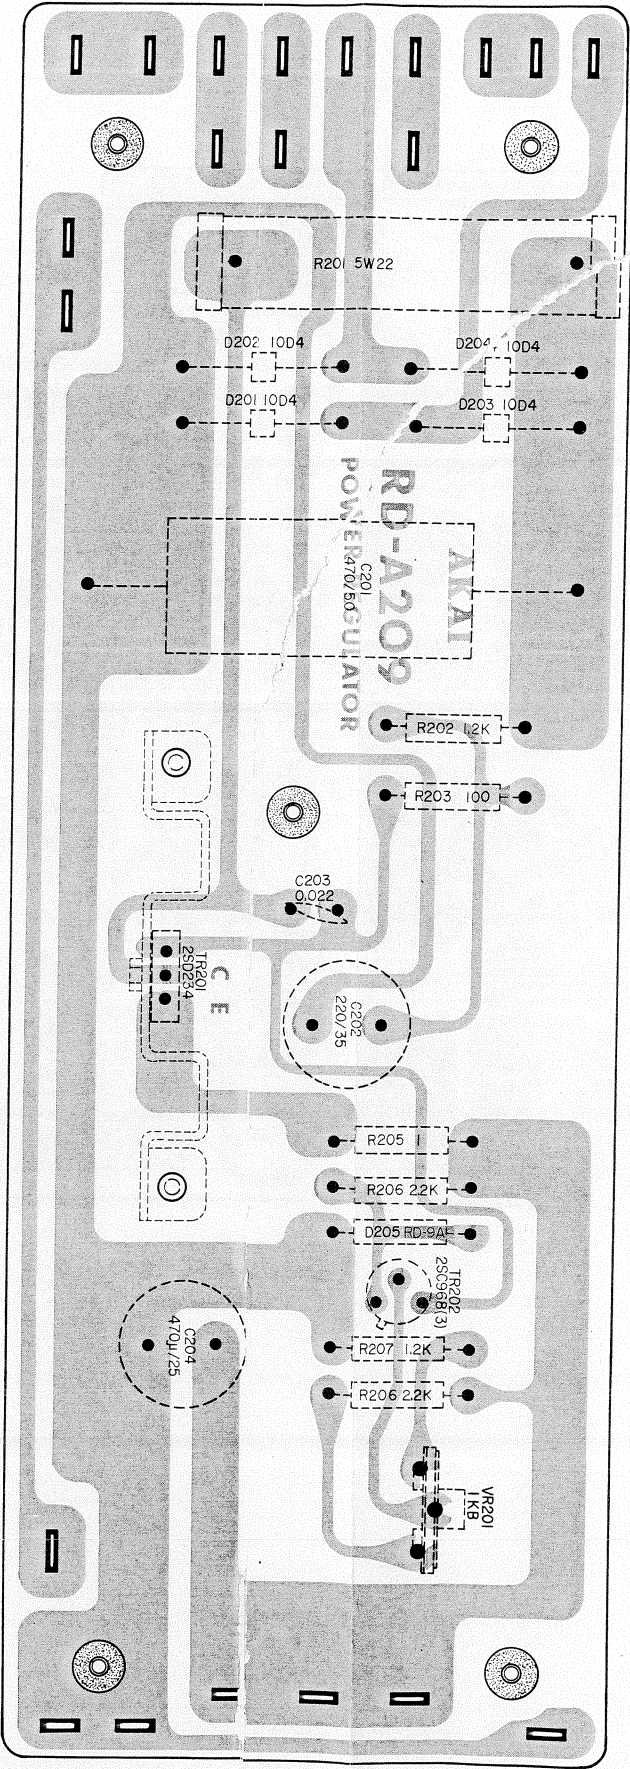 R201 5W22
D202 10D4
D204 10D4
D201 10D4
D203 10D4
AKAI
RD-A209
POWER REGULATOR
C201
470/50
R202 1.2K
R203 100
C203
0.022
TR201
2SD234
C E
C202
220/35
R205 1
R206 2.2K
D205 RD-9A
TR202
2SC968(3)
C204
470μ/25
R207 1.2K
R206 2.2K
VR201
1KB